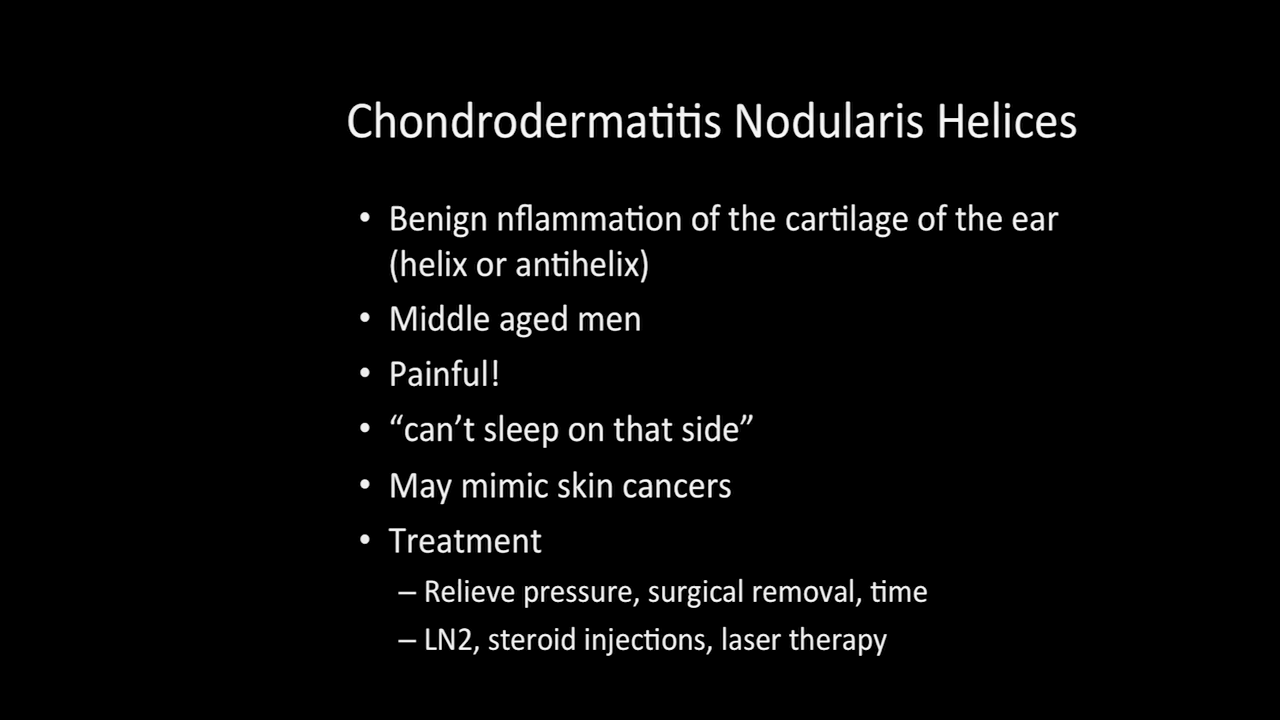 Chondrodermatitis Nodularis Helices
• Benign nflammation of the cartilage of the ear
(helix or antihelix)
• Middle aged men
• Painful!
• “can’t sleep on that side”
• May mimic skin cancers
• Treatment
– Relieve pressure, surgical removal, time
– LN2, steroid injections, laser therapy